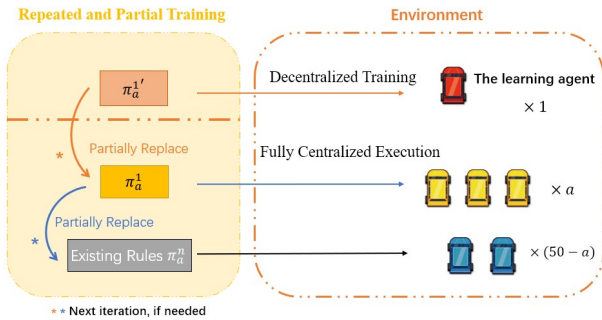 Repeated and Partial Training
Environment
π_a^{1'}
Decentralized Training
The learning agent
× 1
* Partially Replace
Fully Centralized Execution
π_a^1
× a
Partially Replace
*
Existing Rules π_a^n
× (50 − a)
* * Next iteration, if needed